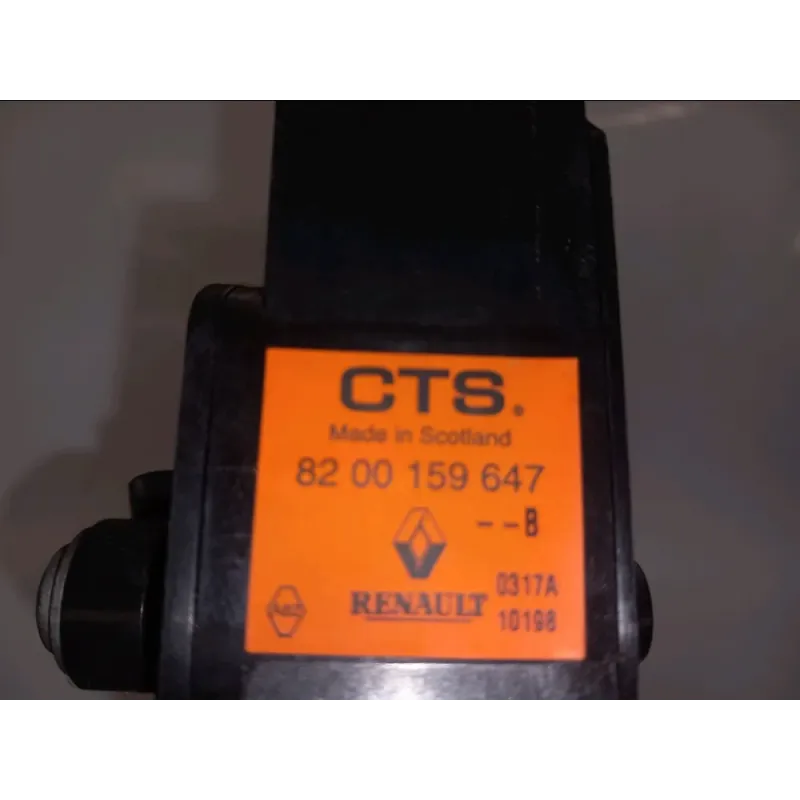 CTS®
Made in Scotland
82 00 159 647
--B
0317A
RENAULT
10198